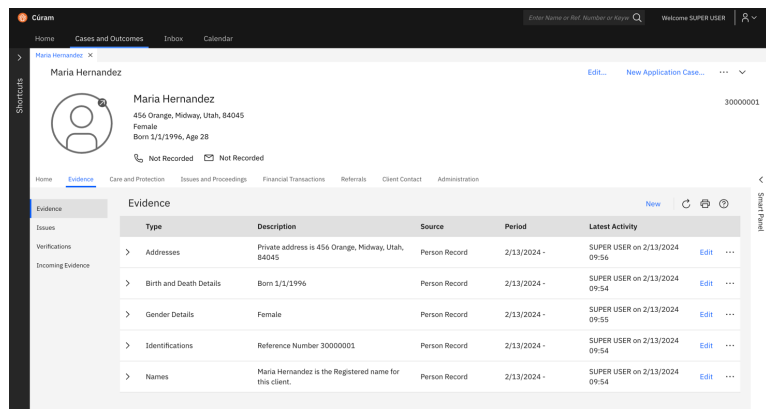 Cúram
Enter Name or Ref. Number or Keyw
Welcome SUPER USER
Home Cases and Outcomes Inbox Calendar
Shortcuts
Maria Hernandez ×
Maria Hernandez
Edit... New Application Case... ...
Maria Hernandez
30000001
456 Orange, Midway, Utah, 84045
Female
Born 1/1/1996, Age 28
Not Recorded Not Recorded
Home Evidence Care and Protection Issues and Proceedings Financial Transactions Referrals Client Contact Administration
Smart Panel
Evidence
Issues
Verifications
Incoming Evidence
Evidence
New
Type Description Source Period Latest Activity
Addresses Private address is 456 Orange, Midway, Utah, 84045 Person Record 2/13/2024 - SUPER USER on 2/13/2024 09:56 Edit ...
Birth and Death Details Born 1/1/1996 Person Record 2/13/2024 - SUPER USER on 2/13/2024 09:54 Edit ...
Gender Details Female Person Record 2/13/2024 - SUPER USER on 2/13/2024 09:55 Edit ...
Identifications Reference Number 30000001 Person Record 2/13/2024 - SUPER USER on 2/13/2024 09:54 Edit ...
Names Maria Hernandez is the Registered name for this client. Person Record 2/13/2024 - SUPER USER on 2/13/2024 09:54 Edit ...